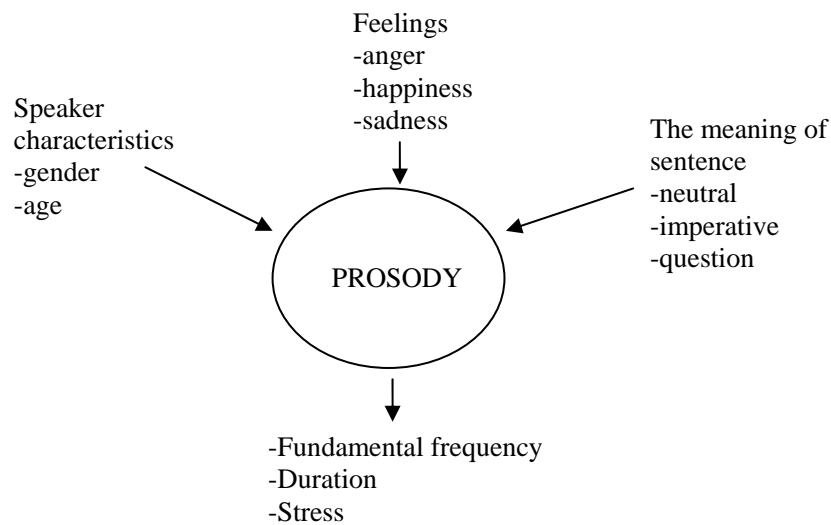 Feelings
-anger
-happiness
-sadness
Speaker
characteristics
-gender
-age
The meaning of
sentence
-neutral
-imperative
-question
PROSODY
-Fundamental frequency
-Duration
-Stress